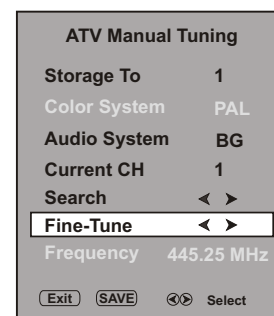 ATV Manual Tuning
Storage To 1
Color System PAL
Audio System BG
Current CH 1
Search
Fine-Tune
Frequency 445.25 MHz
Exit SAVE Select